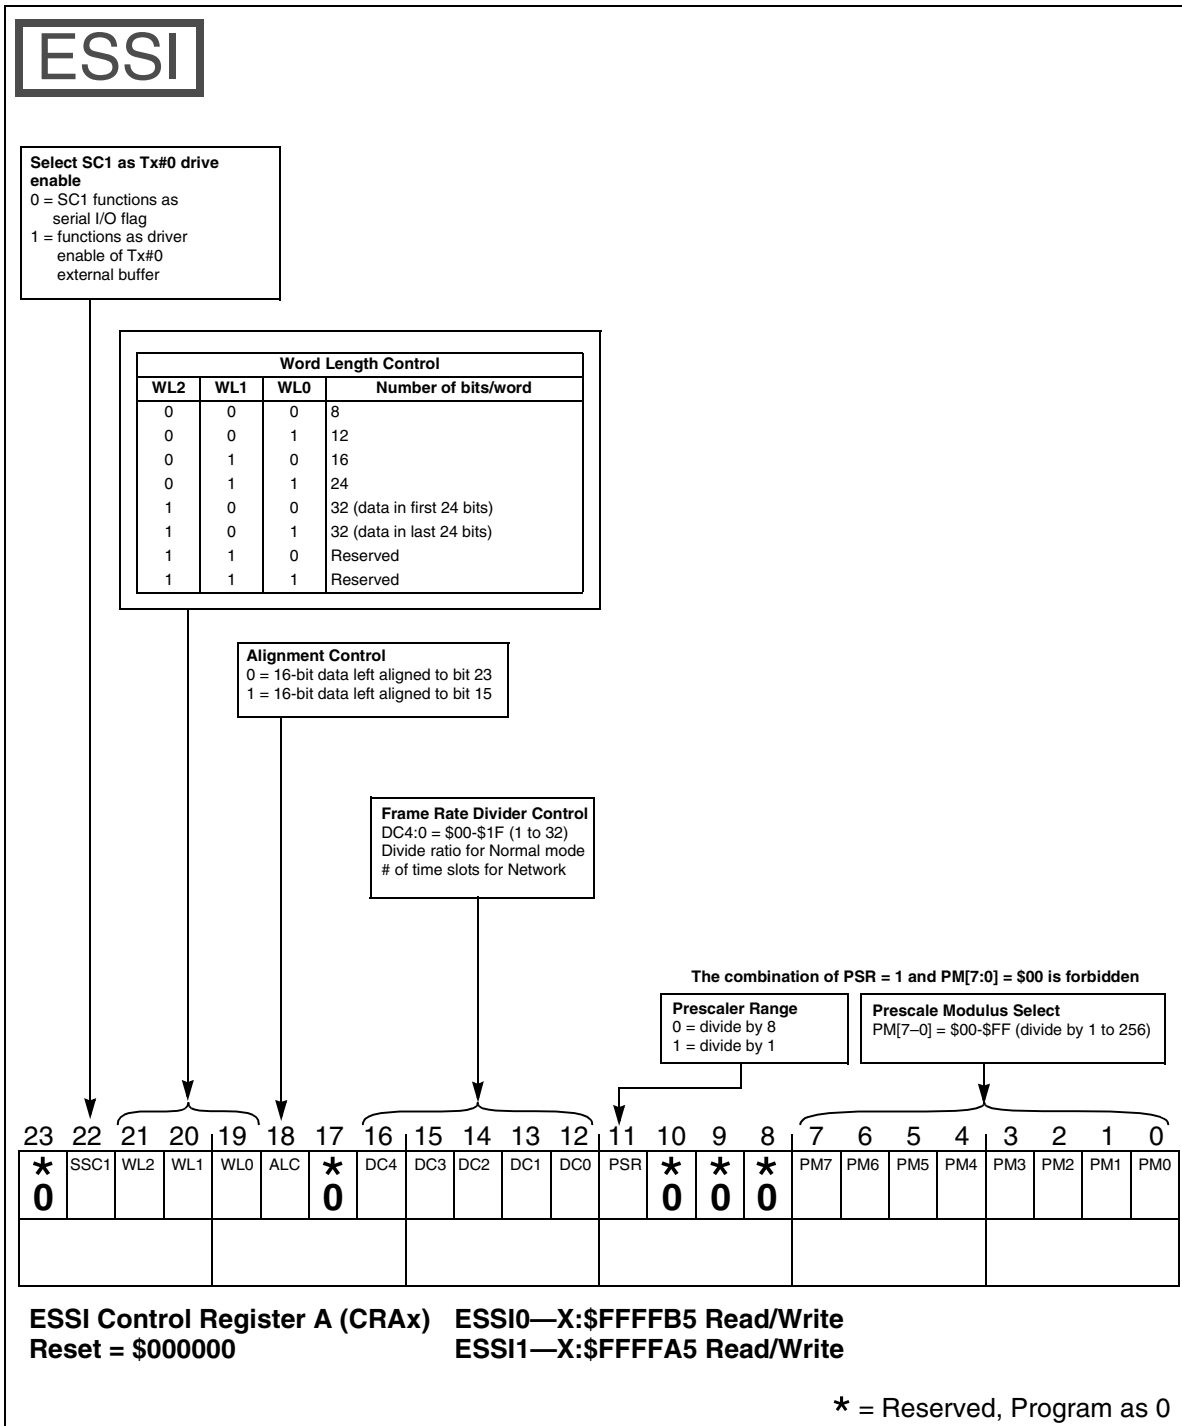 ESSI
Select SC1 as Tx#0 drive
enable
0 = SC1 functions as
serial I/O flag
1 = functions as driver
enable of Tx#0
external buffer
Word Length Control
WL2 WL1 WL0 Number of bits/word
0 0 0 8
0 0 1 12
0 1 0 16
0 1 1 24
1 0 0 32 (data in first 24 bits)
1 0 1 32 (data in last 24 bits)
1 1 0 Reserved
1 1 1 Reserved
Alignment Control
0 = 16-bit data left aligned to bit 23
1 = 16-bit data left aligned to bit 15
Frame Rate Divider Control
DC4:0 = $00-$1F (1 to 32)
Divide ratio for Normal mode
# of time slots for Network
The combination of PSR = 1 and PM[7:0] = $00 is forbidden
Prescaler Range
0 = divide by 8
1 = divide by 1
Prescale Modulus Select
PM[7–0] = $00-$FF (divide by 1 to 256)
23 22 21 20 19 18 17 16 15 14 13 12 11 10 9 8 7 6 5 4 3 2 1 0
* SSC1 WL2 WL1 WL0 ALC * DC4 DC3 DC2 DC1 DC0 PSR * * * PM7 PM6 PM5 PM4 PM3 PM2 PM1 PM0
0 0 0 0 0
ESSI Control Register A (CRAx) ESSI0—X:$FFFFB5 Read/Write
Reset = $000000 ESSI1—X:$FFFFA5 Read/Write
* = Reserved, Program as 0